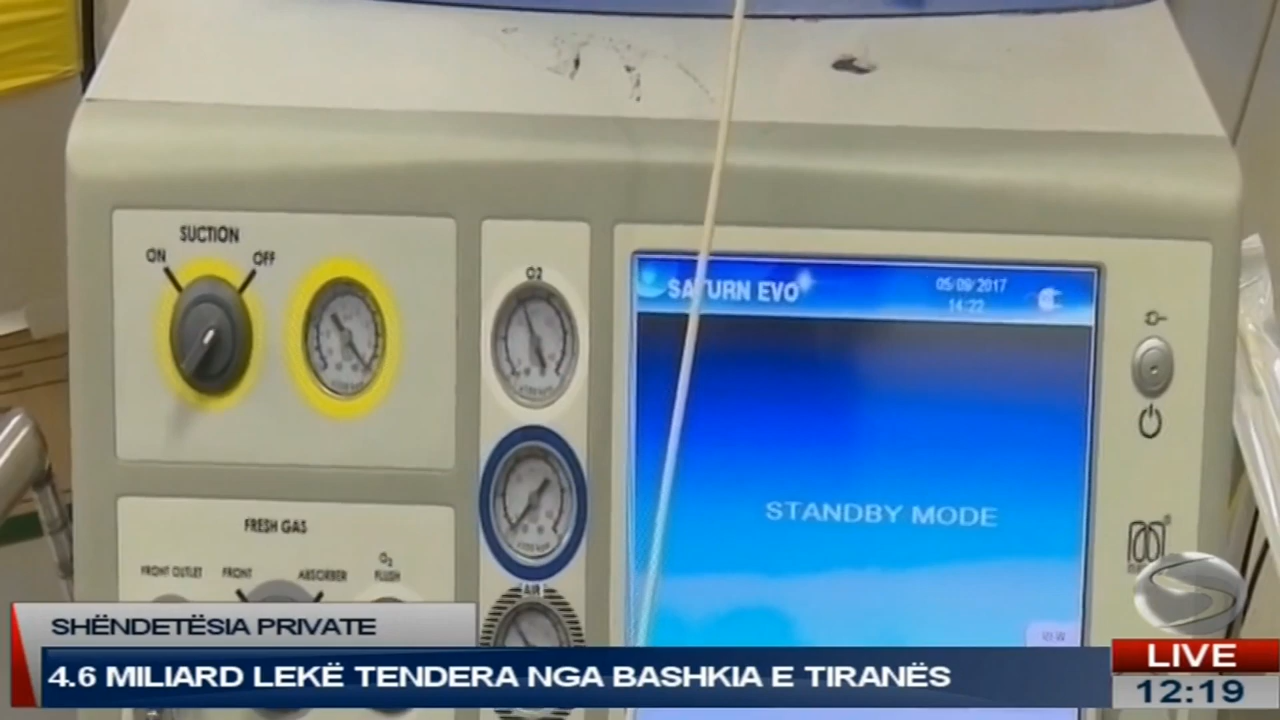 SUCTION
ON OFF
O2
SATURN EVO
05/09/2017
14:22
STANDBY MODE
FRESH GAS
FRONT OUTLET FRONT ABSORBER O2 FLUSH
AIR
SHËNDETËSIA PRIVATE
4.6 MILIARD LEKË TENDERA NGA BASHKIA E TIRANËS
LIVE
12:19